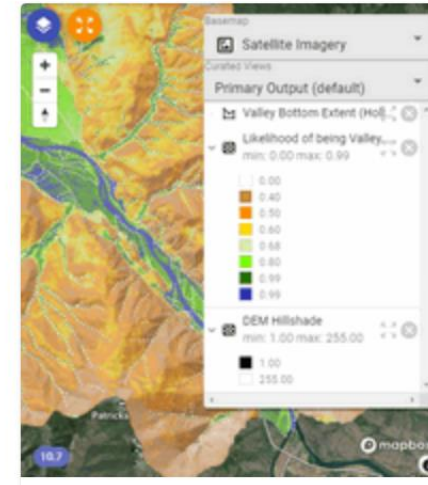 Basemap
Satellite Imagery
Curated Views
Primary Output (default)
Valley Bottom Extent (Hol
Likelihood of being Valley...
min: 0.00 max: 0.99
0.00
0.40
0.50
0.60
0.68
0.80
0.99
0.99
DEM Hillshade
min: 1.00 max: 255.00
1.00
255.00
Patricks
10.7
mapbox